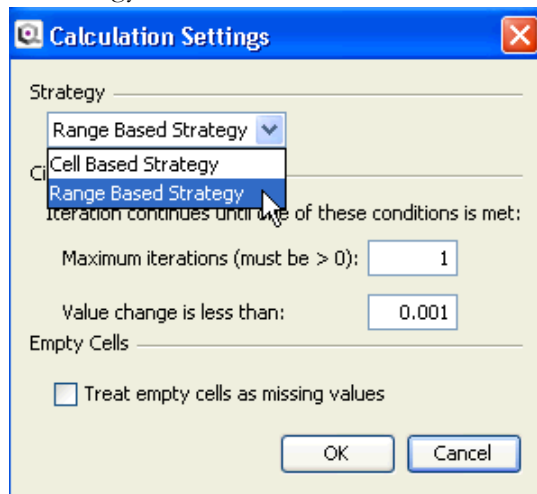 Calculation Settings
Strategy
Range Based Strategy
Cell Based Strategy
Ci
Range Based Strategy
Iteration continues until one of these conditions is met:
Maximum iterations (must be > 0): 1
Value change is less than: 0.001
Empty Cells
Treat empty cells as missing values
OK Cancel